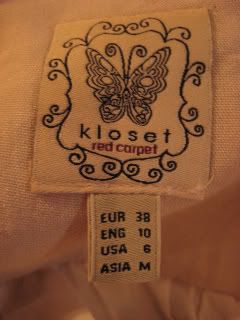 kloset
red carpet
EUR 38
ENG 10
USA 6
ASIA M